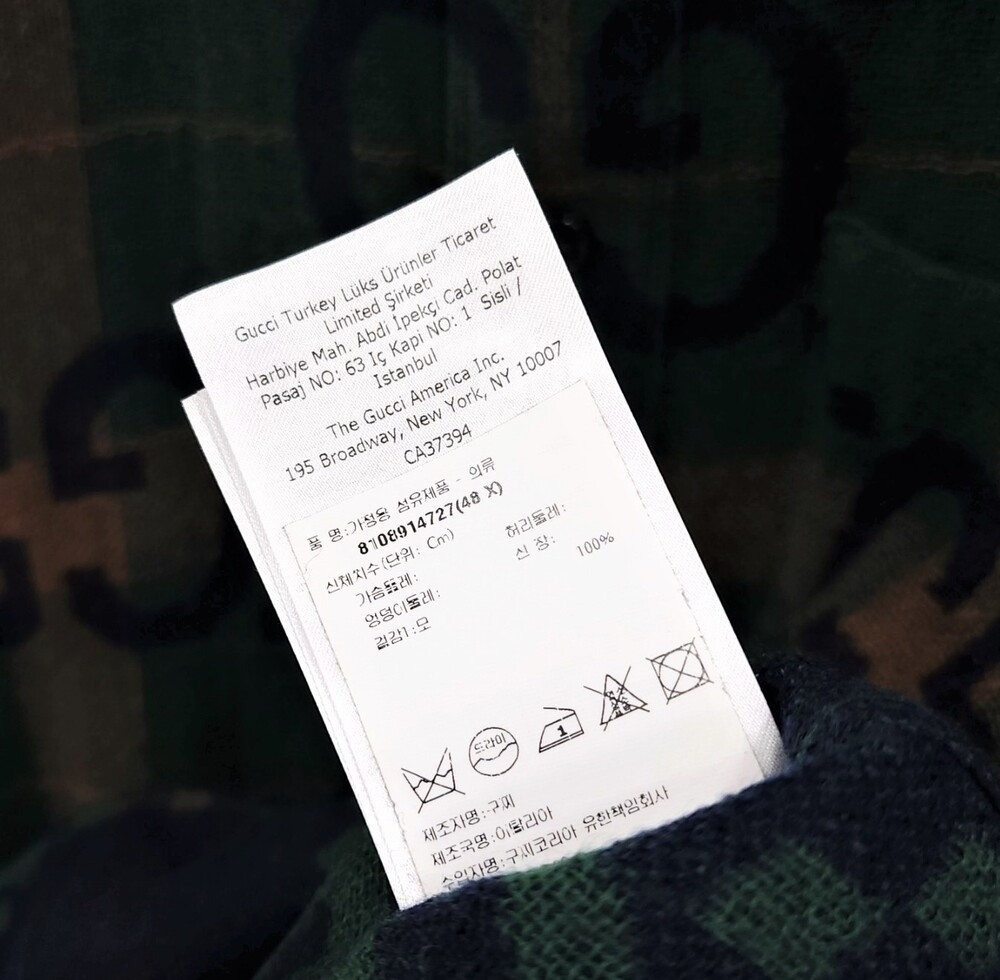 Gucci Turkey Lüks Ürünler Ticaret
Limited Şirketi
Harbiye Mah. Abdi Ipekçi Cad. Polat
Pasaj NO: 63 Iç Kapi NO: 1 Sisli /
Istanbul
The Gucci America Inc.
195 Broadway, New York, NY 10007
CA37394
품 명:가정용 섬유제품 - 의류
8108914727(48 X)
신체치수(단위: Cm)
가슴둘레: 허리둘레:
엉덩이둘레: 신 장:
겉감1:모 100%
드라이
1
제조자명:구찌
제조국명:이탈리아
수입자명:구찌코리아 유한책임회사